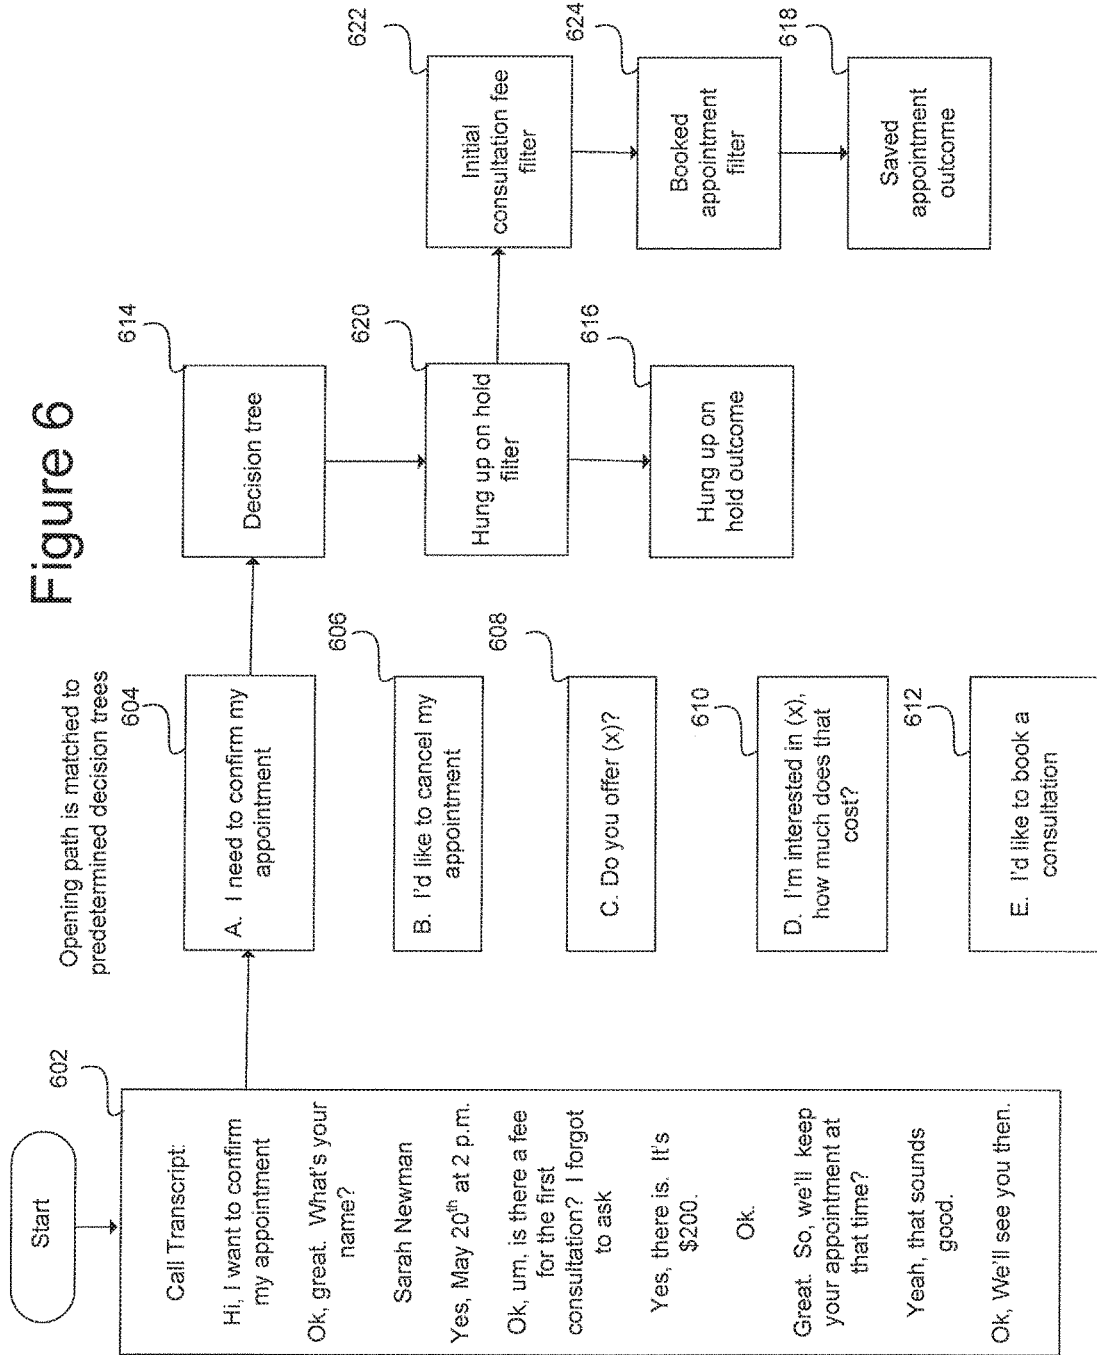 Figure 6
Start
602
Call Transcript:
Hi, I want to confirm
my appointment
Ok, great. What's your
name?
Sarah Newman
Yes, May 20th at 2 p.m.
Ok, um. is there a fee
for the first
consultation? I forgot
to ask
Yes, there is. It's
$200.
Ok.
Great. So, we'll keep
your appointment at
that time?
Yeah, that sounds
good.
Ok, We'll see you then.
Opening path is matched to
predetermined decision trees
604
A. I need to confirm my
appointment
606
B. I'd like to cancel my
appointment
608
C. Do you offer (x)?
610
D. I'm interested in (x),
how much does that
cost?
612
E. I'd like to book a
consultation
614
Decision tree
620
Hung up on hold
filter
616
Hung up on
hold outcome
622
Initial
consultation fee
filter
624
Booked
appointment
filter
618
Saved
appointment
outcome